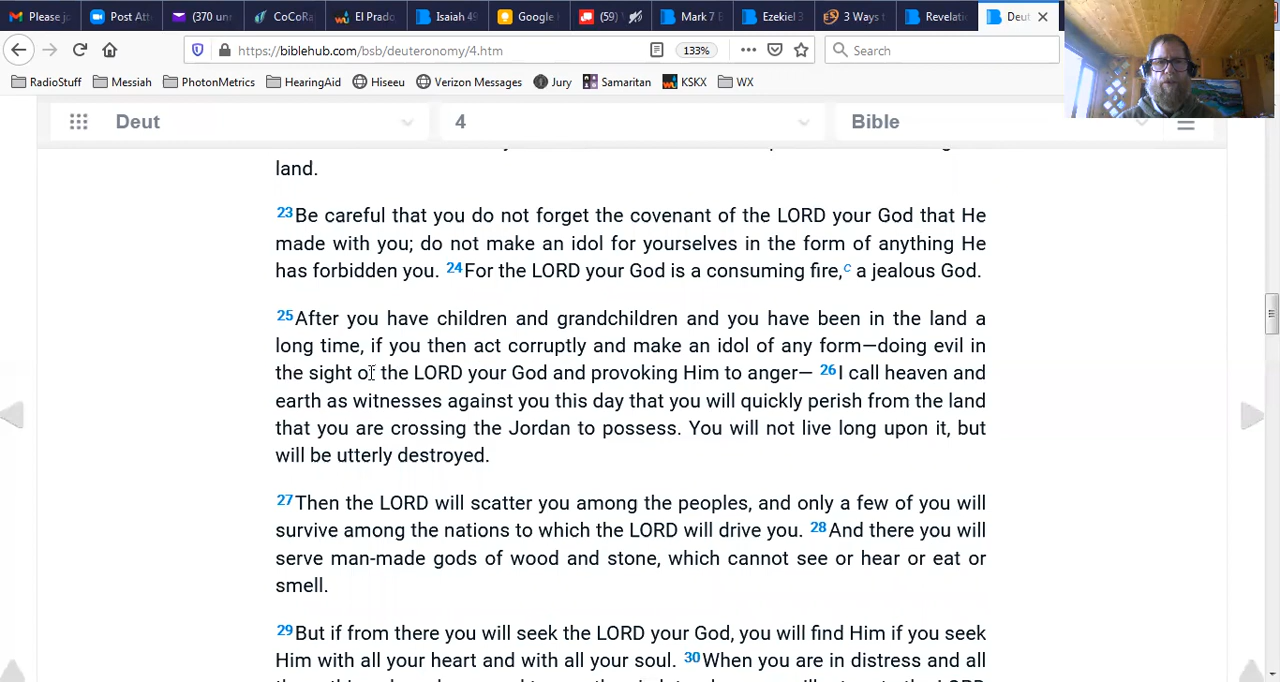 Please jo
Post Atte
(370 unr
CoCoRa
El Prado
Isaiah 49
Google
(59)
Mark 7 B
Ezekiel 3
3 Ways t
Revelati
Deut
https://biblehub.com/bsb/deuteronomy/4.htm
133%
Search
RadioStuff
Messiah
PhotonMetrics
HearingAid
Hiseeu
Verizon Messages
Jury
Samaritan
KSKX
WX
Deut
4
Bible
land.
23Be careful that you do not forget the covenant of the LORD your God that He
made with you; do not make an idol for yourselves in the form of anything He
has forbidden you. 24For the LORD your God is a consuming fire,c a jealous God.
25After you have children and grandchildren and you have been in the land a
long time, if you then act corruptly and make an idol of any form—doing evil in
the sight of the LORD your God and provoking Him to anger— 26I call heaven and
earth as witnesses against you this day that you will quickly perish from the land
that you are crossing the Jordan to possess. You will not live long upon it, but
will be utterly destroyed.
27Then the LORD will scatter you among the peoples, and only a few of you will
survive among the nations to which the LORD will drive you. 28And there you will
serve man-made gods of wood and stone, which cannot see or hear or eat or
smell.
29But if from there you will seek the LORD your God, you will find Him if you seek
Him with all your heart and with all your soul. 30When you are in distress and all